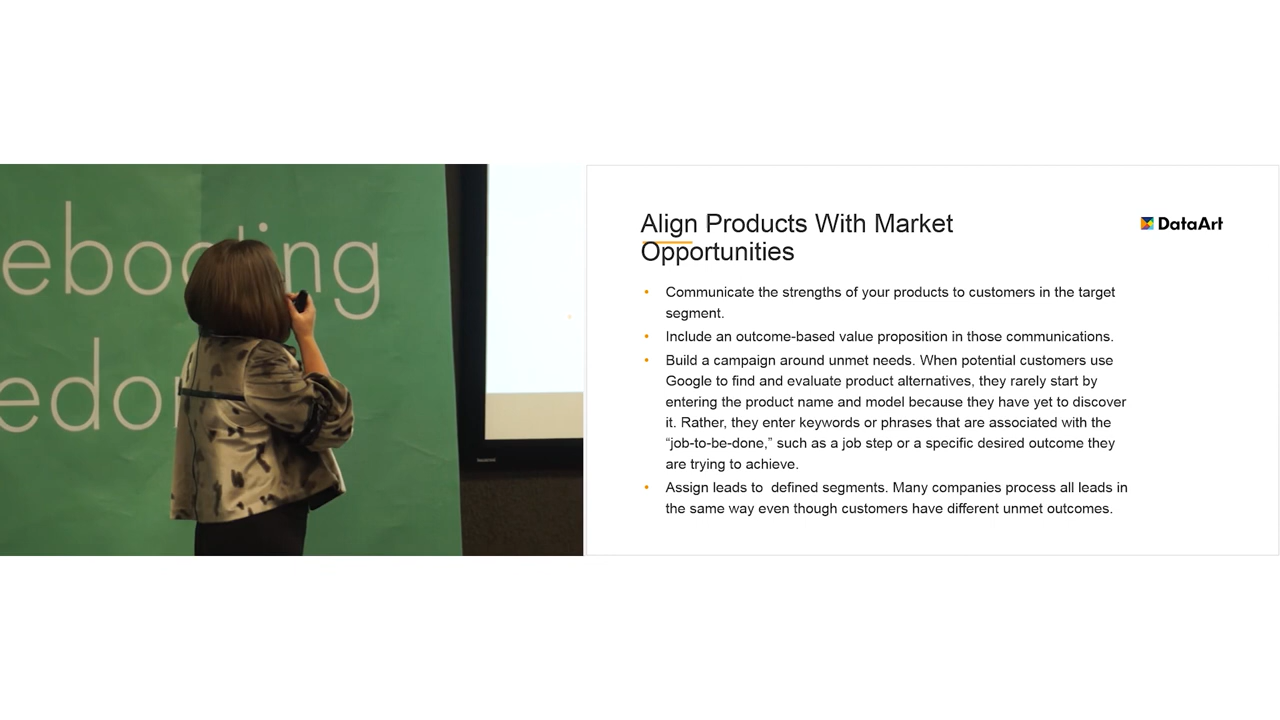 eboo ing
edo
Align Products With Market
Opportunities
DataArt
• Communicate the strengths of your products to customers in the target
segment.
• Include an outcome-based value proposition in those communications.
• Build a campaign around unmet needs. When potential customers use
Google to find and evaluate product alternatives, they rarely start by
entering the product name and model because they have yet to discover
it. Rather, they enter keywords or phrases that are associated with the
“job-to-be-done,” such as a job step or a specific desired outcome they
are trying to achieve.
• Assign leads to  defined segments. Many companies process all leads in
the same way even though customers have different unmet outcomes.